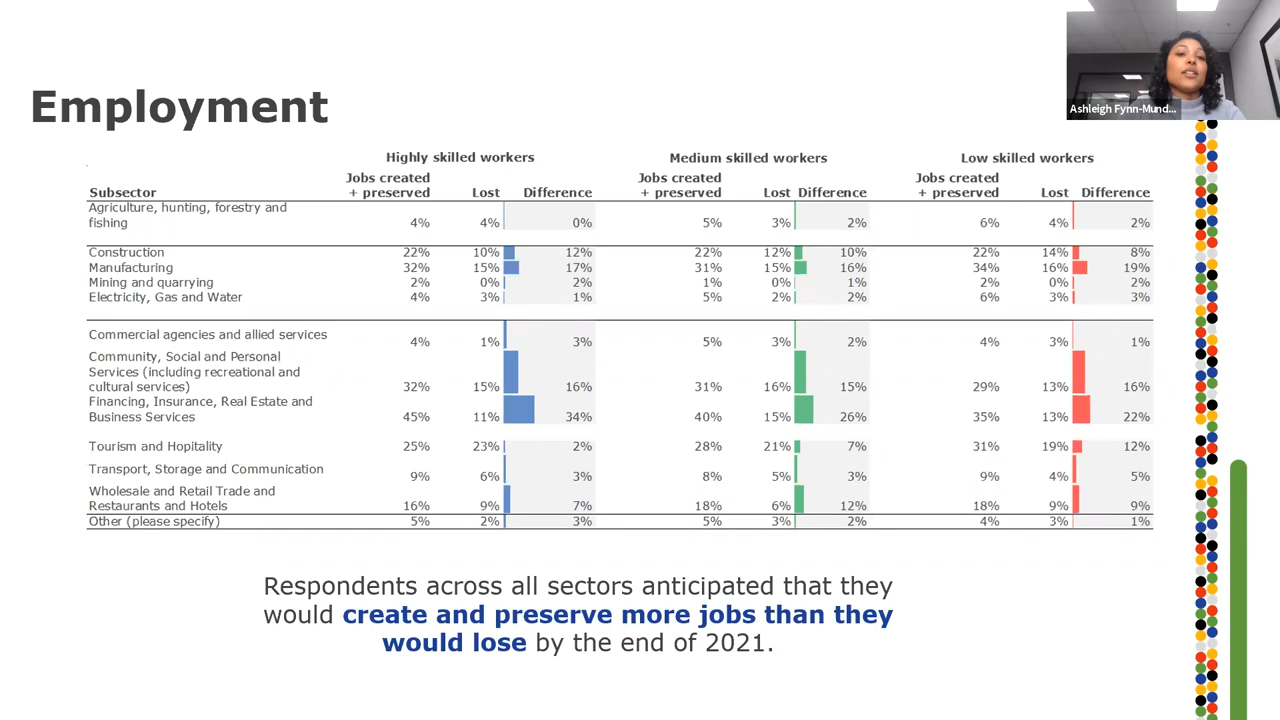 Ashleigh Fynn-Mund...
Employment
Highly skilled workers Medium skilled workers Low skilled workers
Jobs created Jobs created Jobs created
Subsector + preserved Lost Difference + preserved Lost Difference + preserved Lost Difference
Agriculture, hunting, forestry and
fishing 4% 4% 0% 5% 3% 2% 6% 4% 2%
Construction 22% 10% 12% 22% 12% 10% 22% 14% 8%
Manufacturing 32% 15% 17% 31% 15% 16% 34% 16% 19%
Mining and quarrying 2% 0% 2% 1% 0% 1% 2% 0% 2%
Electricity, Gas and Water 4% 3% 1% 5% 2% 2% 6% 3% 3%
Commercial agencies and allied services 4% 1% 3% 5% 3% 2% 4% 3% 1%
Community, Social and Personal
Services (including recreational and
cultural services) 32% 15% 16% 31% 16% 15% 29% 13% 16%
Financing, Insurance, Real Estate and
Business Services 45% 11% 34% 40% 15% 26% 35% 13% 22%
Tourism and Hopitality 25% 23% 2% 28% 21% 7% 31% 19% 12%
Transport, Storage and Communication 9% 6% 3% 8% 5% 3% 9% 4% 5%
Wholesale and Retail Trade and
Restaurants and Hotels 16% 9% 7% 18% 6% 12% 18% 9% 9%
Other (please specify) 5% 2% 3% 5% 3% 2% 4% 3% 1%
Respondents across all sectors anticipated that they
would create and preserve more jobs than they
would lose by the end of 2021.